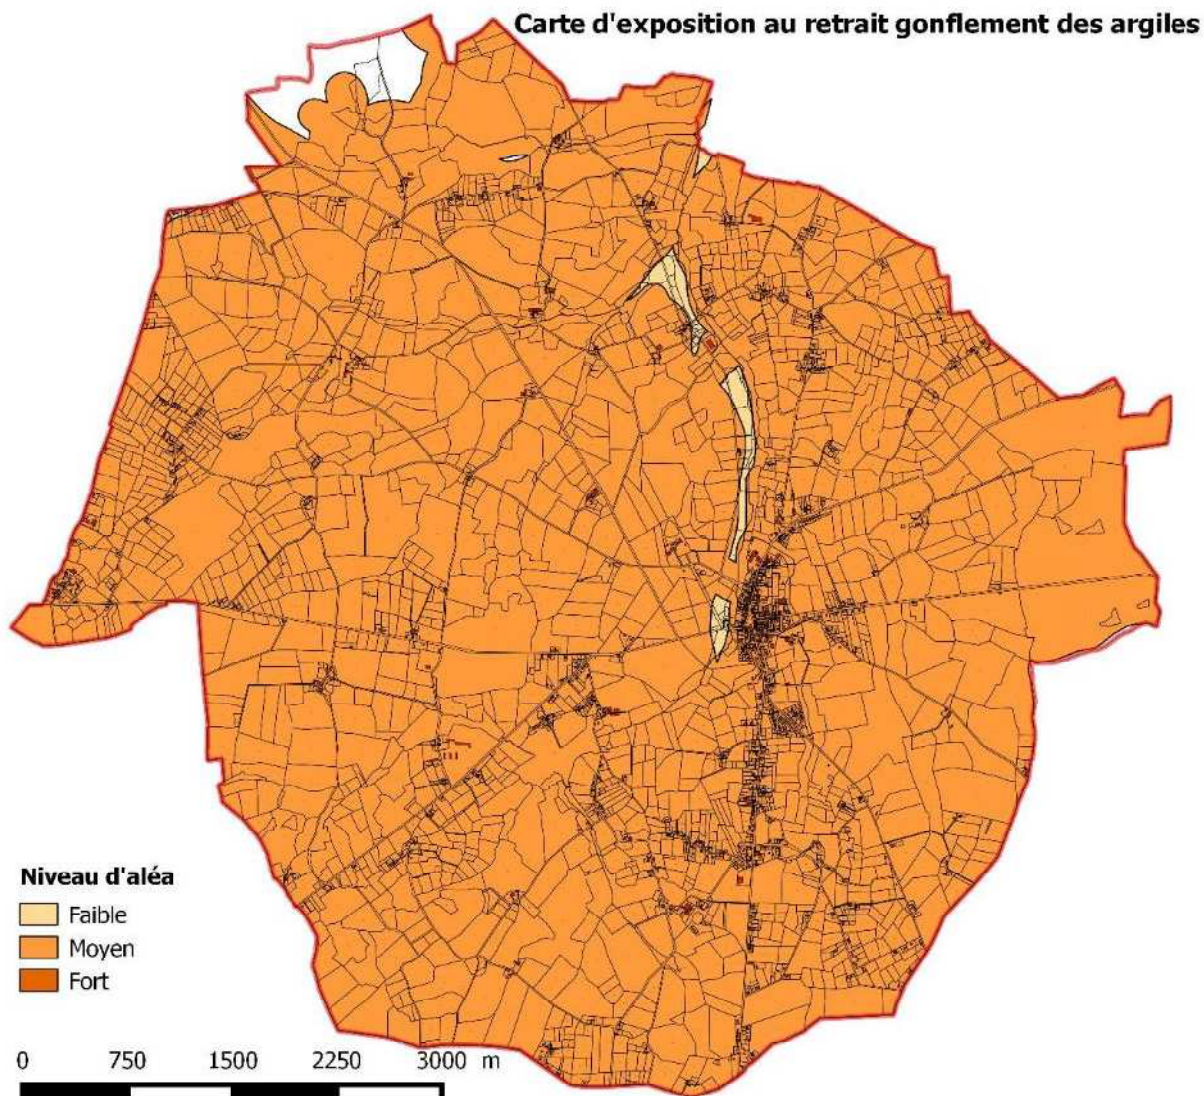 Carte d'exposition au retrait gonflement des argiles
Niveau d'aléa
Faible
Moyen
Fort
0 750 1500 2250 3000 m